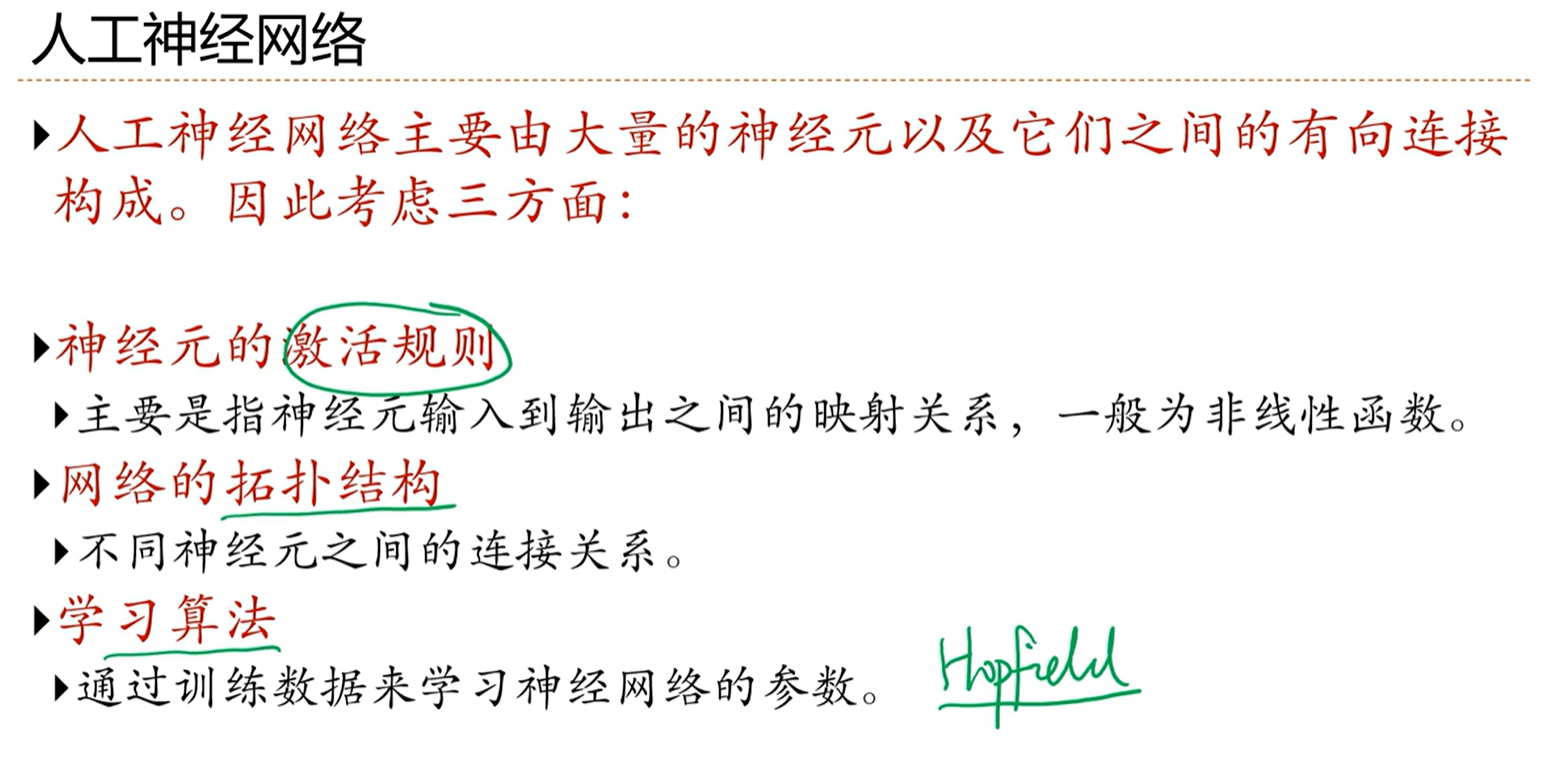 人工神经网络
人工神经网络主要由大量的神经元以及它们之间的有向连接
构成。因此考虑三方面：
神经元的激活规则
主要是指神经元输入到输出之间的映射关系，一般为非线性函数。
网络的拓扑结构
不同神经元之间的连接关系。
学习算法
通过训练数据来学习神经网络的参数。
Hopfield